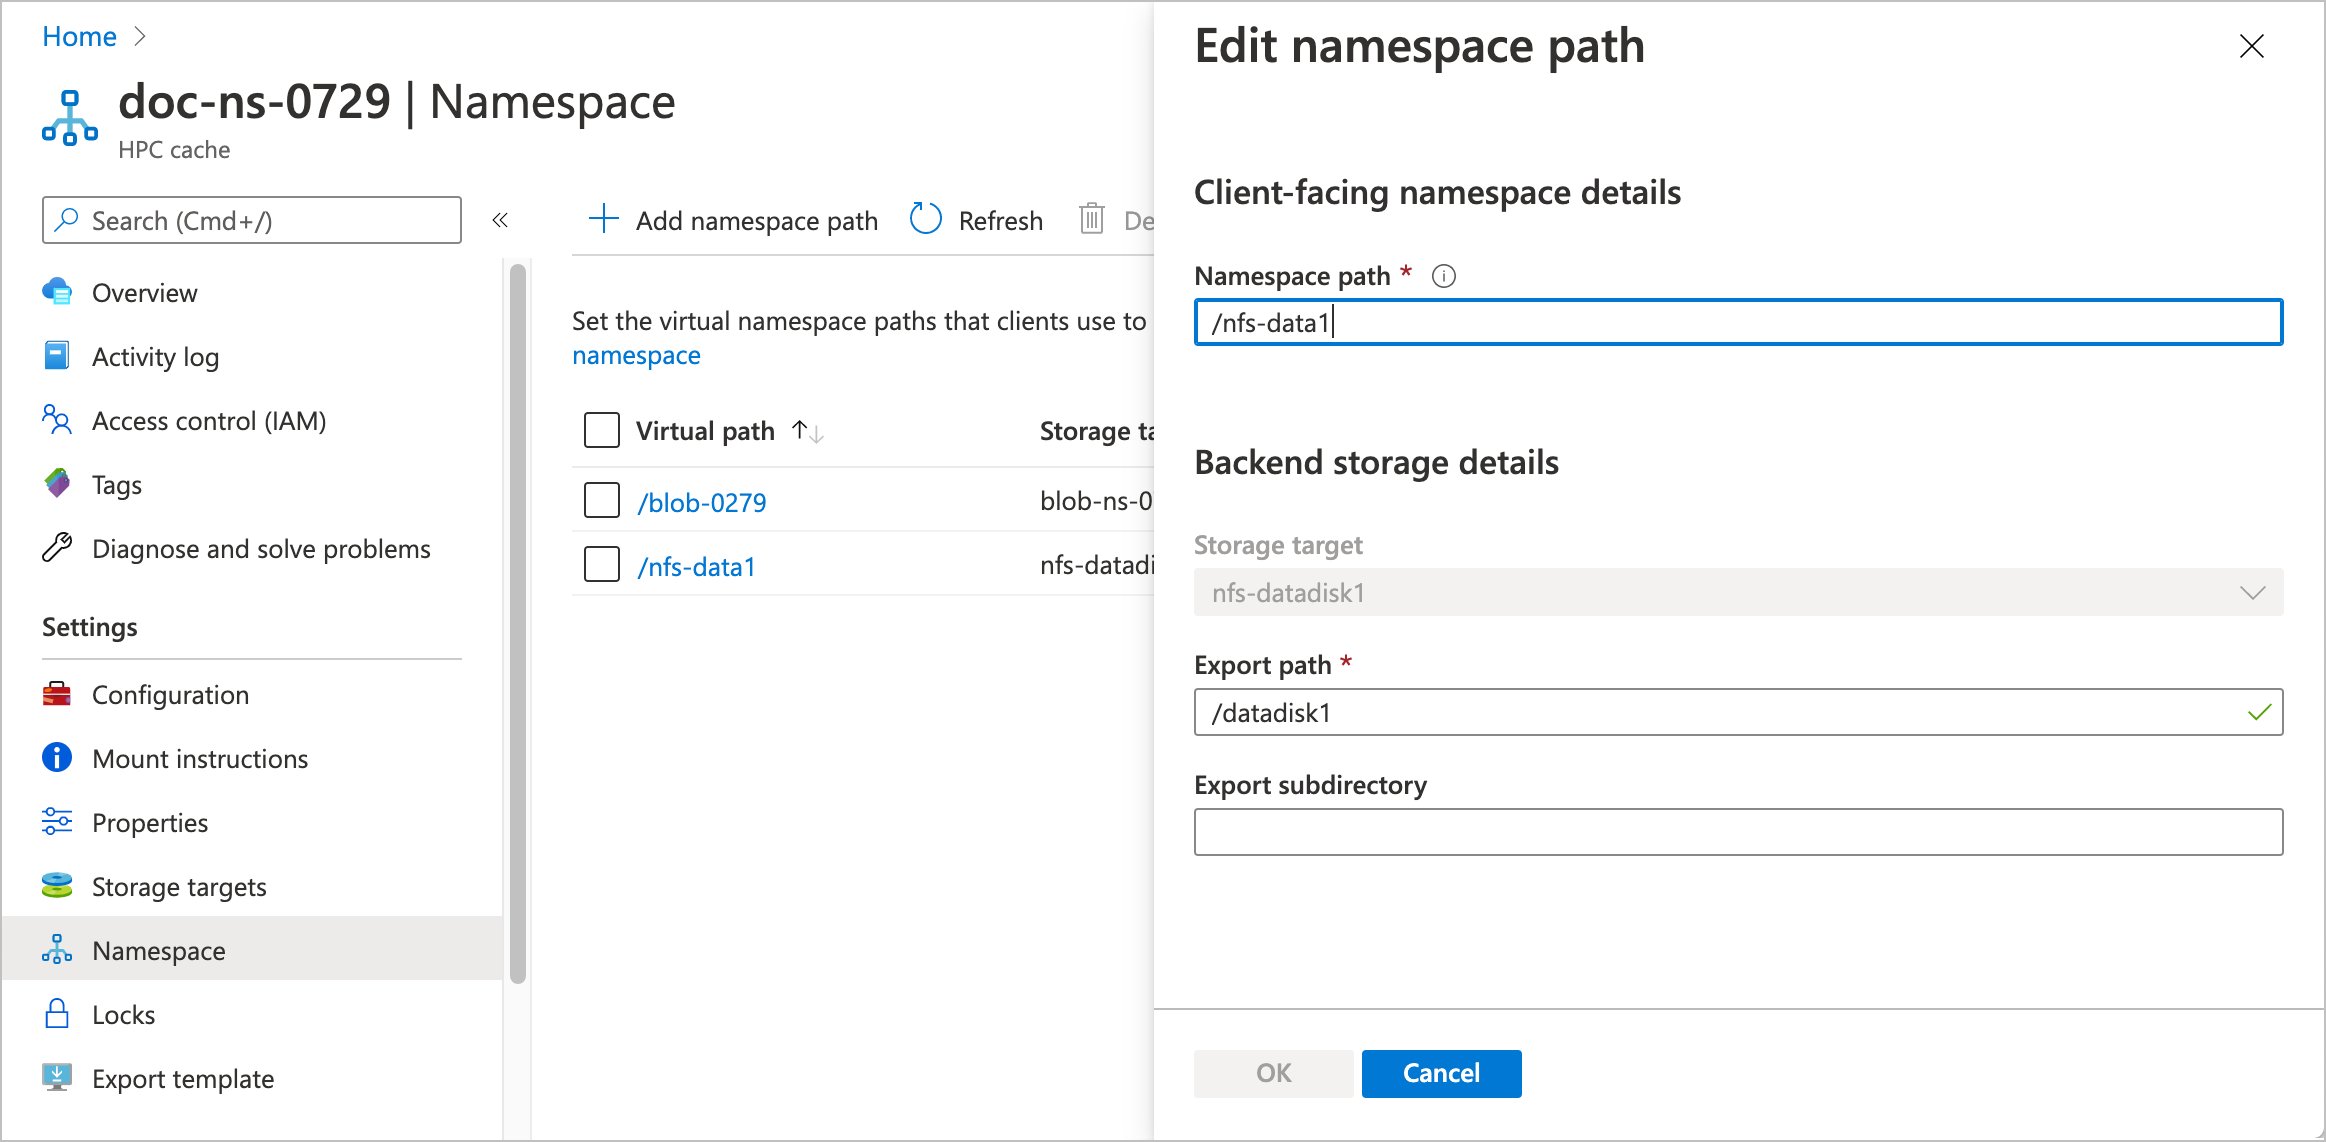 Home
doc-ns-0729 | Namespace
HPC cache
Search (Cmd+/)
Overview
Activity log
Access control (IAM)
Tags
Diagnose and solve problems
Settings
Configuration
Mount instructions
Properties
Storage targets
Namespace
Locks
Export template
Add namespace path
Refresh
De
Set the virtual namespace paths that clients use to
namespace
Virtual path
Storage ta
/blob-0279
blob-ns-0
/nfs-data1
nfs-datadi
Edit namespace path
Client-facing namespace details
Namespace path *
/nfs-data1
Backend storage details
Storage target
nfs-datadisk1
Export path *
/datadisk1
Export subdirectory
OK
Cancel